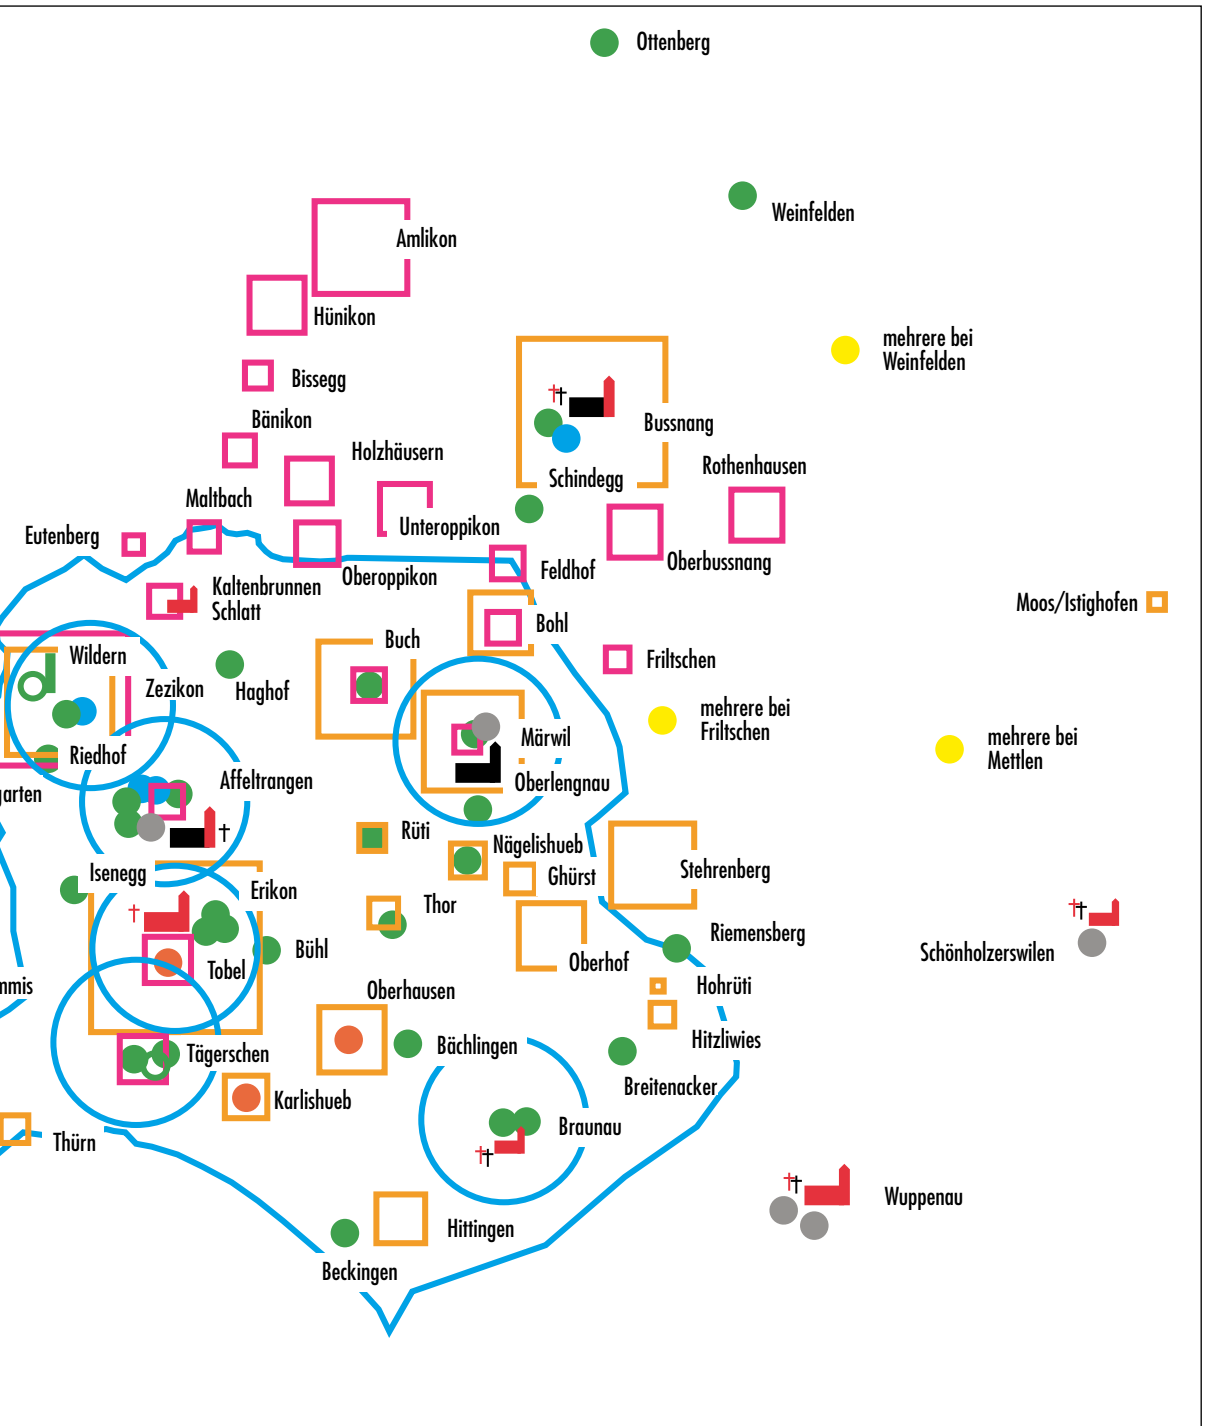 Ottenberg
Weinfelden
Amlikon
Hünikon
mehrere bei
Weinfelden
Bissegg
Bänikon
Bussnang
Holzhäusern
Rothenhausen
Schindegg
Maltbach
Unteroppikon
Eutenberg
Oberbussnang
Feldhof
Oberoppikon
Kaltenbrunnen
Schlatt
Moos/Istighofen
Bohl
Buch
Wildern
Friltschen
Zezikon
Haghof
mehrere bei
Friltschen
Märwil
mehrere bei
Mettlen
Riedhof
Affeltrangen
Oberlengnau
garten
Rüti
Nägelishueb
Isenegg
Ghürst
Stehrenberg
Erikon
Thor
Riemensberg
Bühl
Schönholzerswilen
Oberhof
Tobel
mmis
Hohrüti
Oberhausen
Hitzliwies
Bächlingen
Tägerschen
Breitenacker
Karlishueb
Braunau
Thürn
Wuppenau
Hittingen
Beckingen